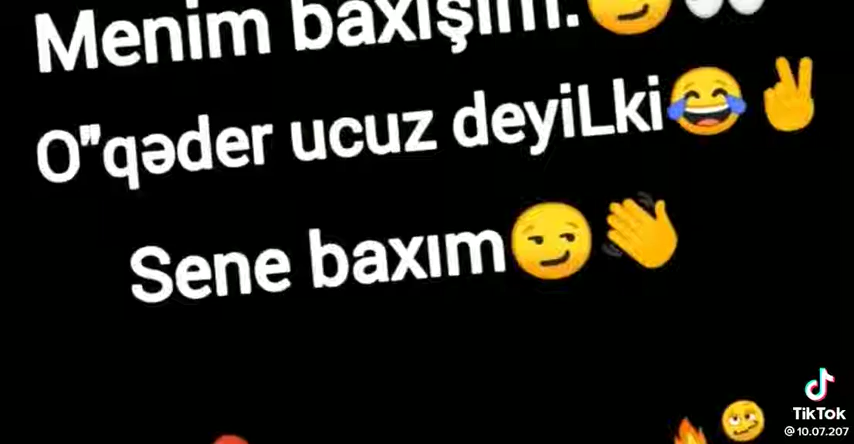 Menim baxışım.😏👀
O"qəder ucuz deyiLki😂✌
Sene baxım😏👋
TikTok
@10.07.207